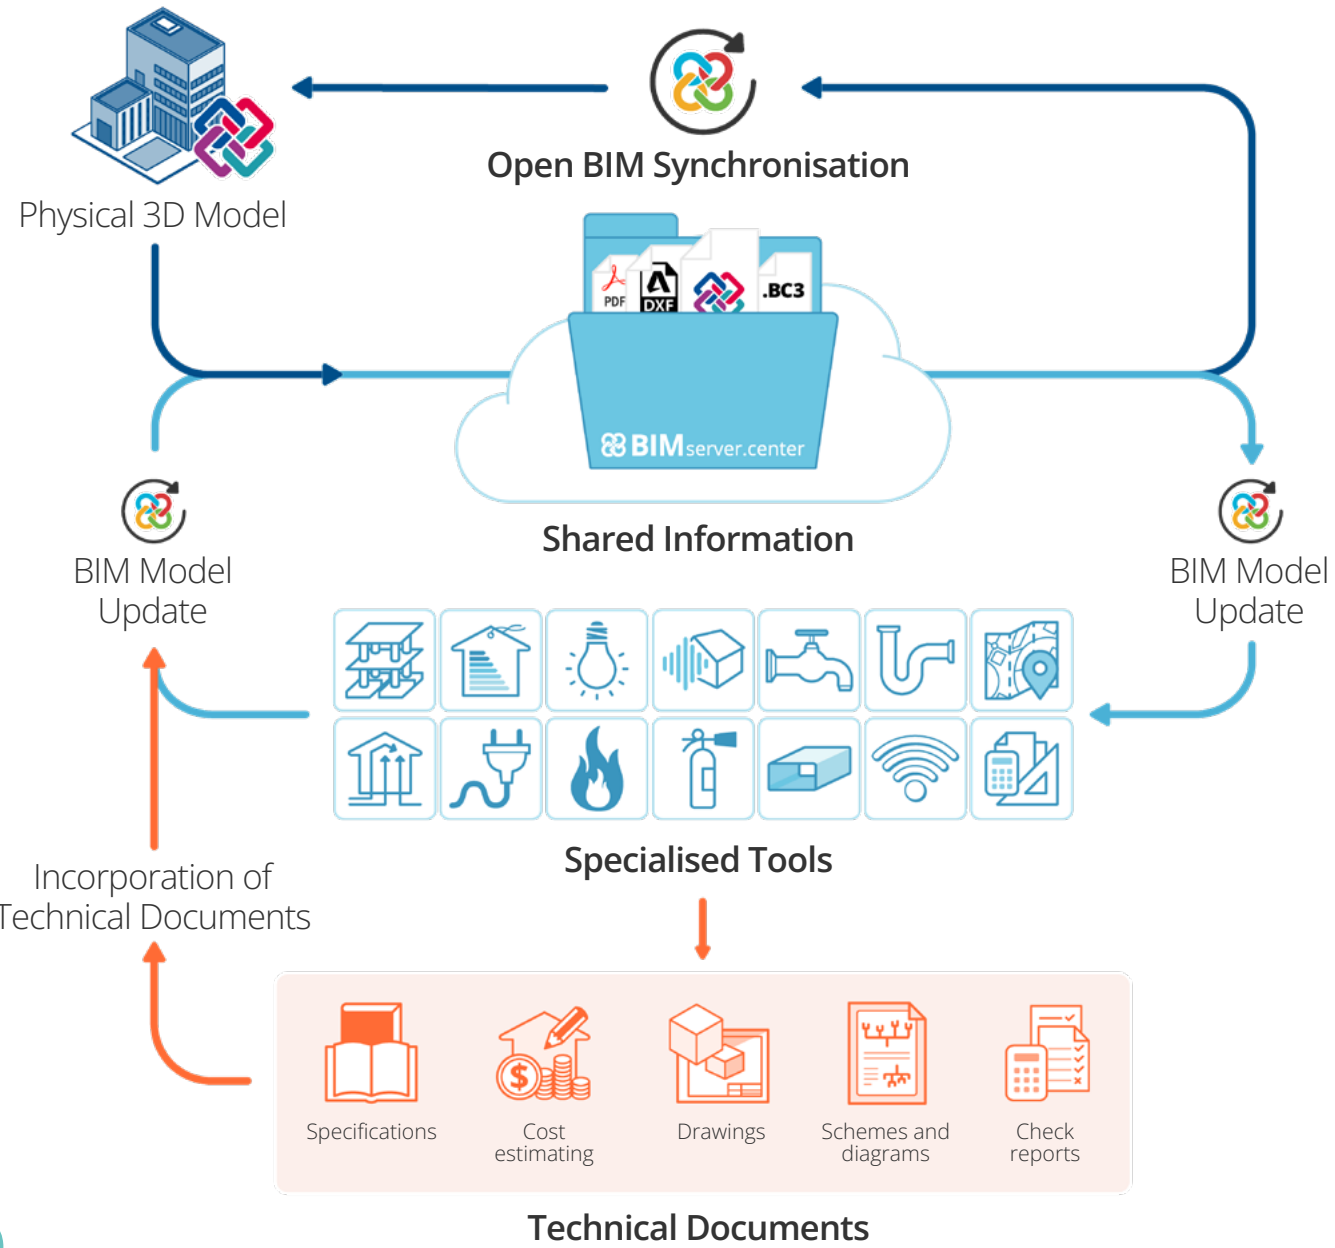 Open BIM Synchronisation
Physical 3D Model
PDF
DXF
.BC3
BIMserver.center
Shared Information
BIM Model
Update
BIM Model
Update
Specialised Tools
Incorporation of
Technical Documents
$
Specifications
Cost
estimating
Drawings
Schemes and
diagrams
Check
reports
Technical Documents